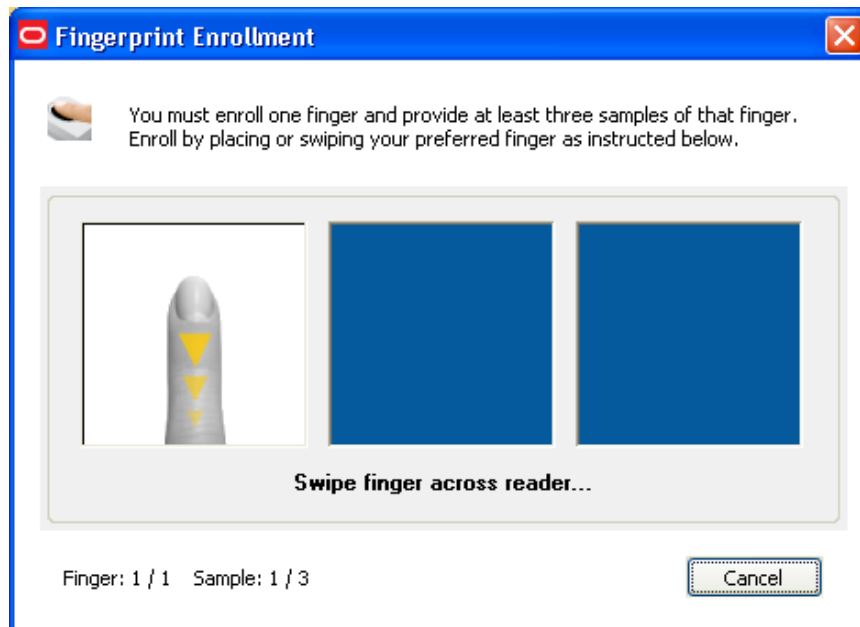 Fingerprint Enrollment
You must enroll one finger and provide at least three samples of that finger.
Enroll by placing or swiping your preferred finger as instructed below.
Swipe finger across reader...
Finger: 1 / 1 Sample: 1 / 3
Cancel